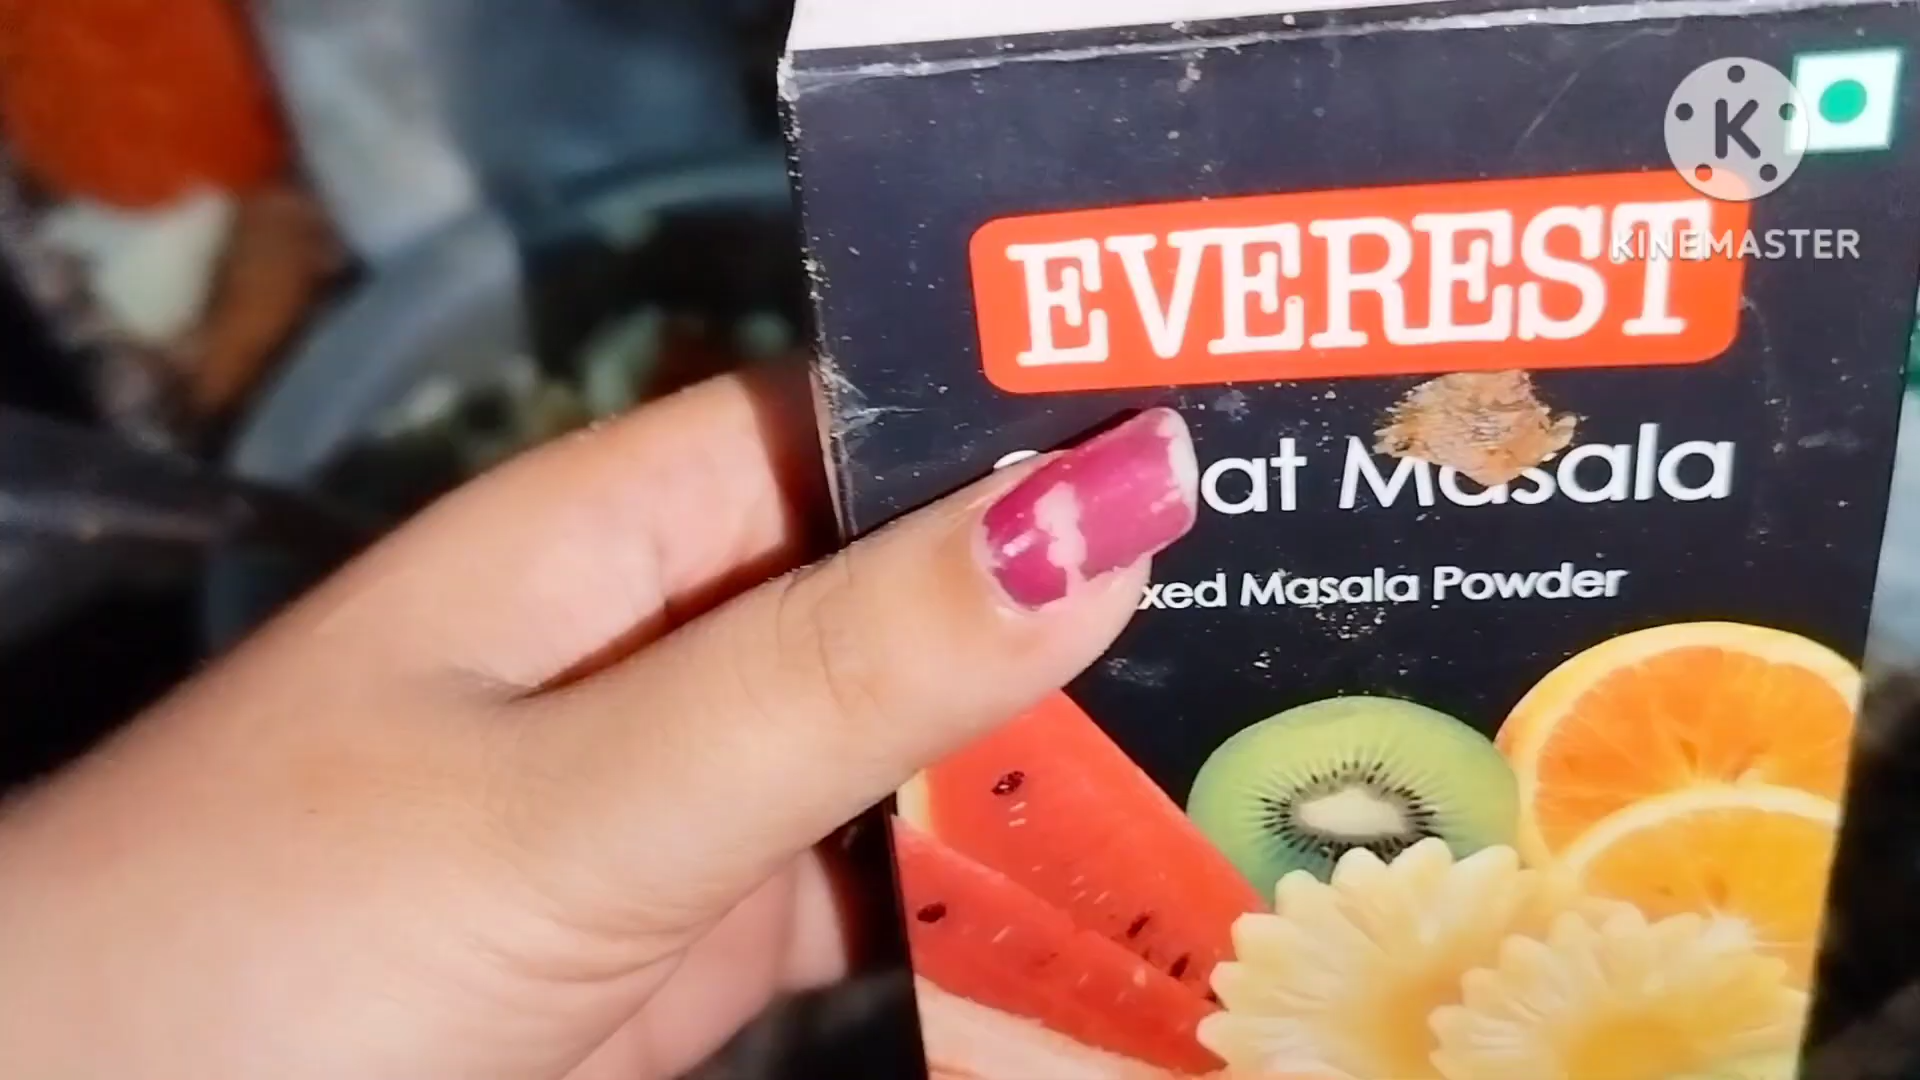 K
EVEREST
KINEMASTER
at Masala
xed Masala Powder